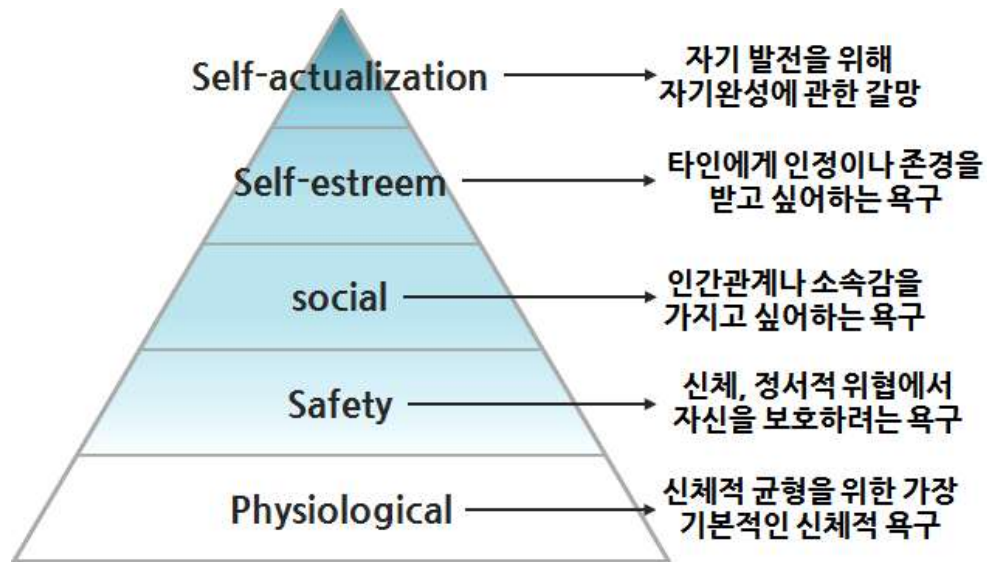 Self-actualization
자기 발전을 위해
자기완성에 관한 갈망
Self-estreem
타인에게 인정이나 존경을
받고 싶어하는 욕구
social
인간관계나 소속감을
가지고 싶어하는 욕구
Safety
신체, 정서적 위협에서
자신을 보호하려는 욕구
Physiological
신체적 균형을 위한 가장
기본적인 신체적 욕구